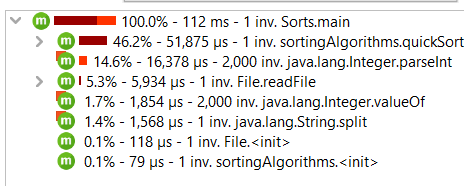 m 100.0% - 112 ms - 1 inv. Sorts.main
m 46.2% - 51,875 µs - 1 inv. sortingAlgorithms.quickSort
m 14.6% - 16,378 µs - 2,000 inv. java.lang.Integer.parseInt
m 5.3% - 5,934 µs - 1 inv. File.readFile
m 1.7% - 1,854 µs - 2,000 inv. java.lang.Integer.valueOf
m 1.4% - 1,568 µs - 1 inv. java.lang.String.split
m 0.1% - 118 µs - 1 inv. File.<init>
m 0.1% - 79 µs - 1 inv. sortingAlgorithms.<init>